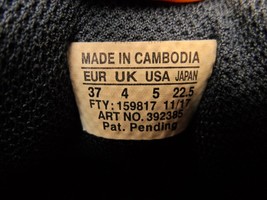 MADE IN CAMBODIA
EUR UK USA JAPAN
37 4 5 22.5
FTY: 159817 11/17
ART NO. 392385
Pat. Pending